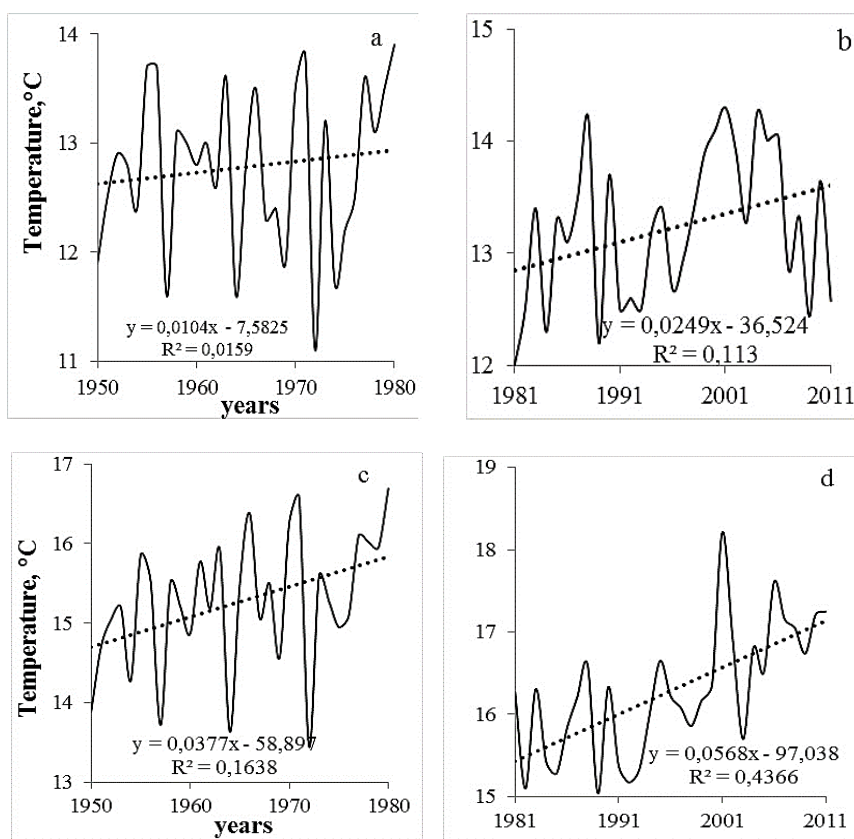 a
Temperature,°C
14
13
12
11
y = 0,0104x - 7,5825
R² = 0,0159
1950
1960
1970
1980
years
b
15
14
13
12
y = 0,0249x - 36,524
R² = 0,113
1981
1991
2001
2011
c
Temperature, °C
17
16
15
14
13
y = 0,0377x - 58,897
R² = 0,1638
1950
1960
1970
1980
years
d
19
18
17
16
15
y = 0,0568x - 97,038
R² = 0,4366
1981
1991
2001
2011